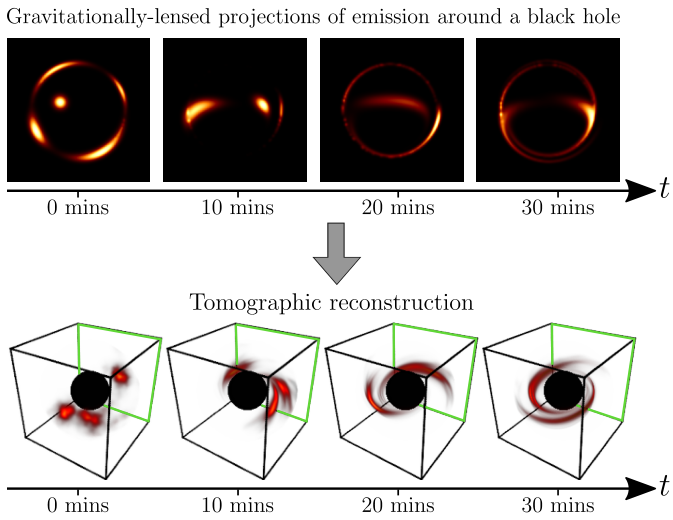 Gravitationally-lensed projections of emission around a black hole
t
0 mins 10 mins 20 mins 30 mins
Tomographic reconstruction
t
0 mins 10 mins 20 mins 30 mins